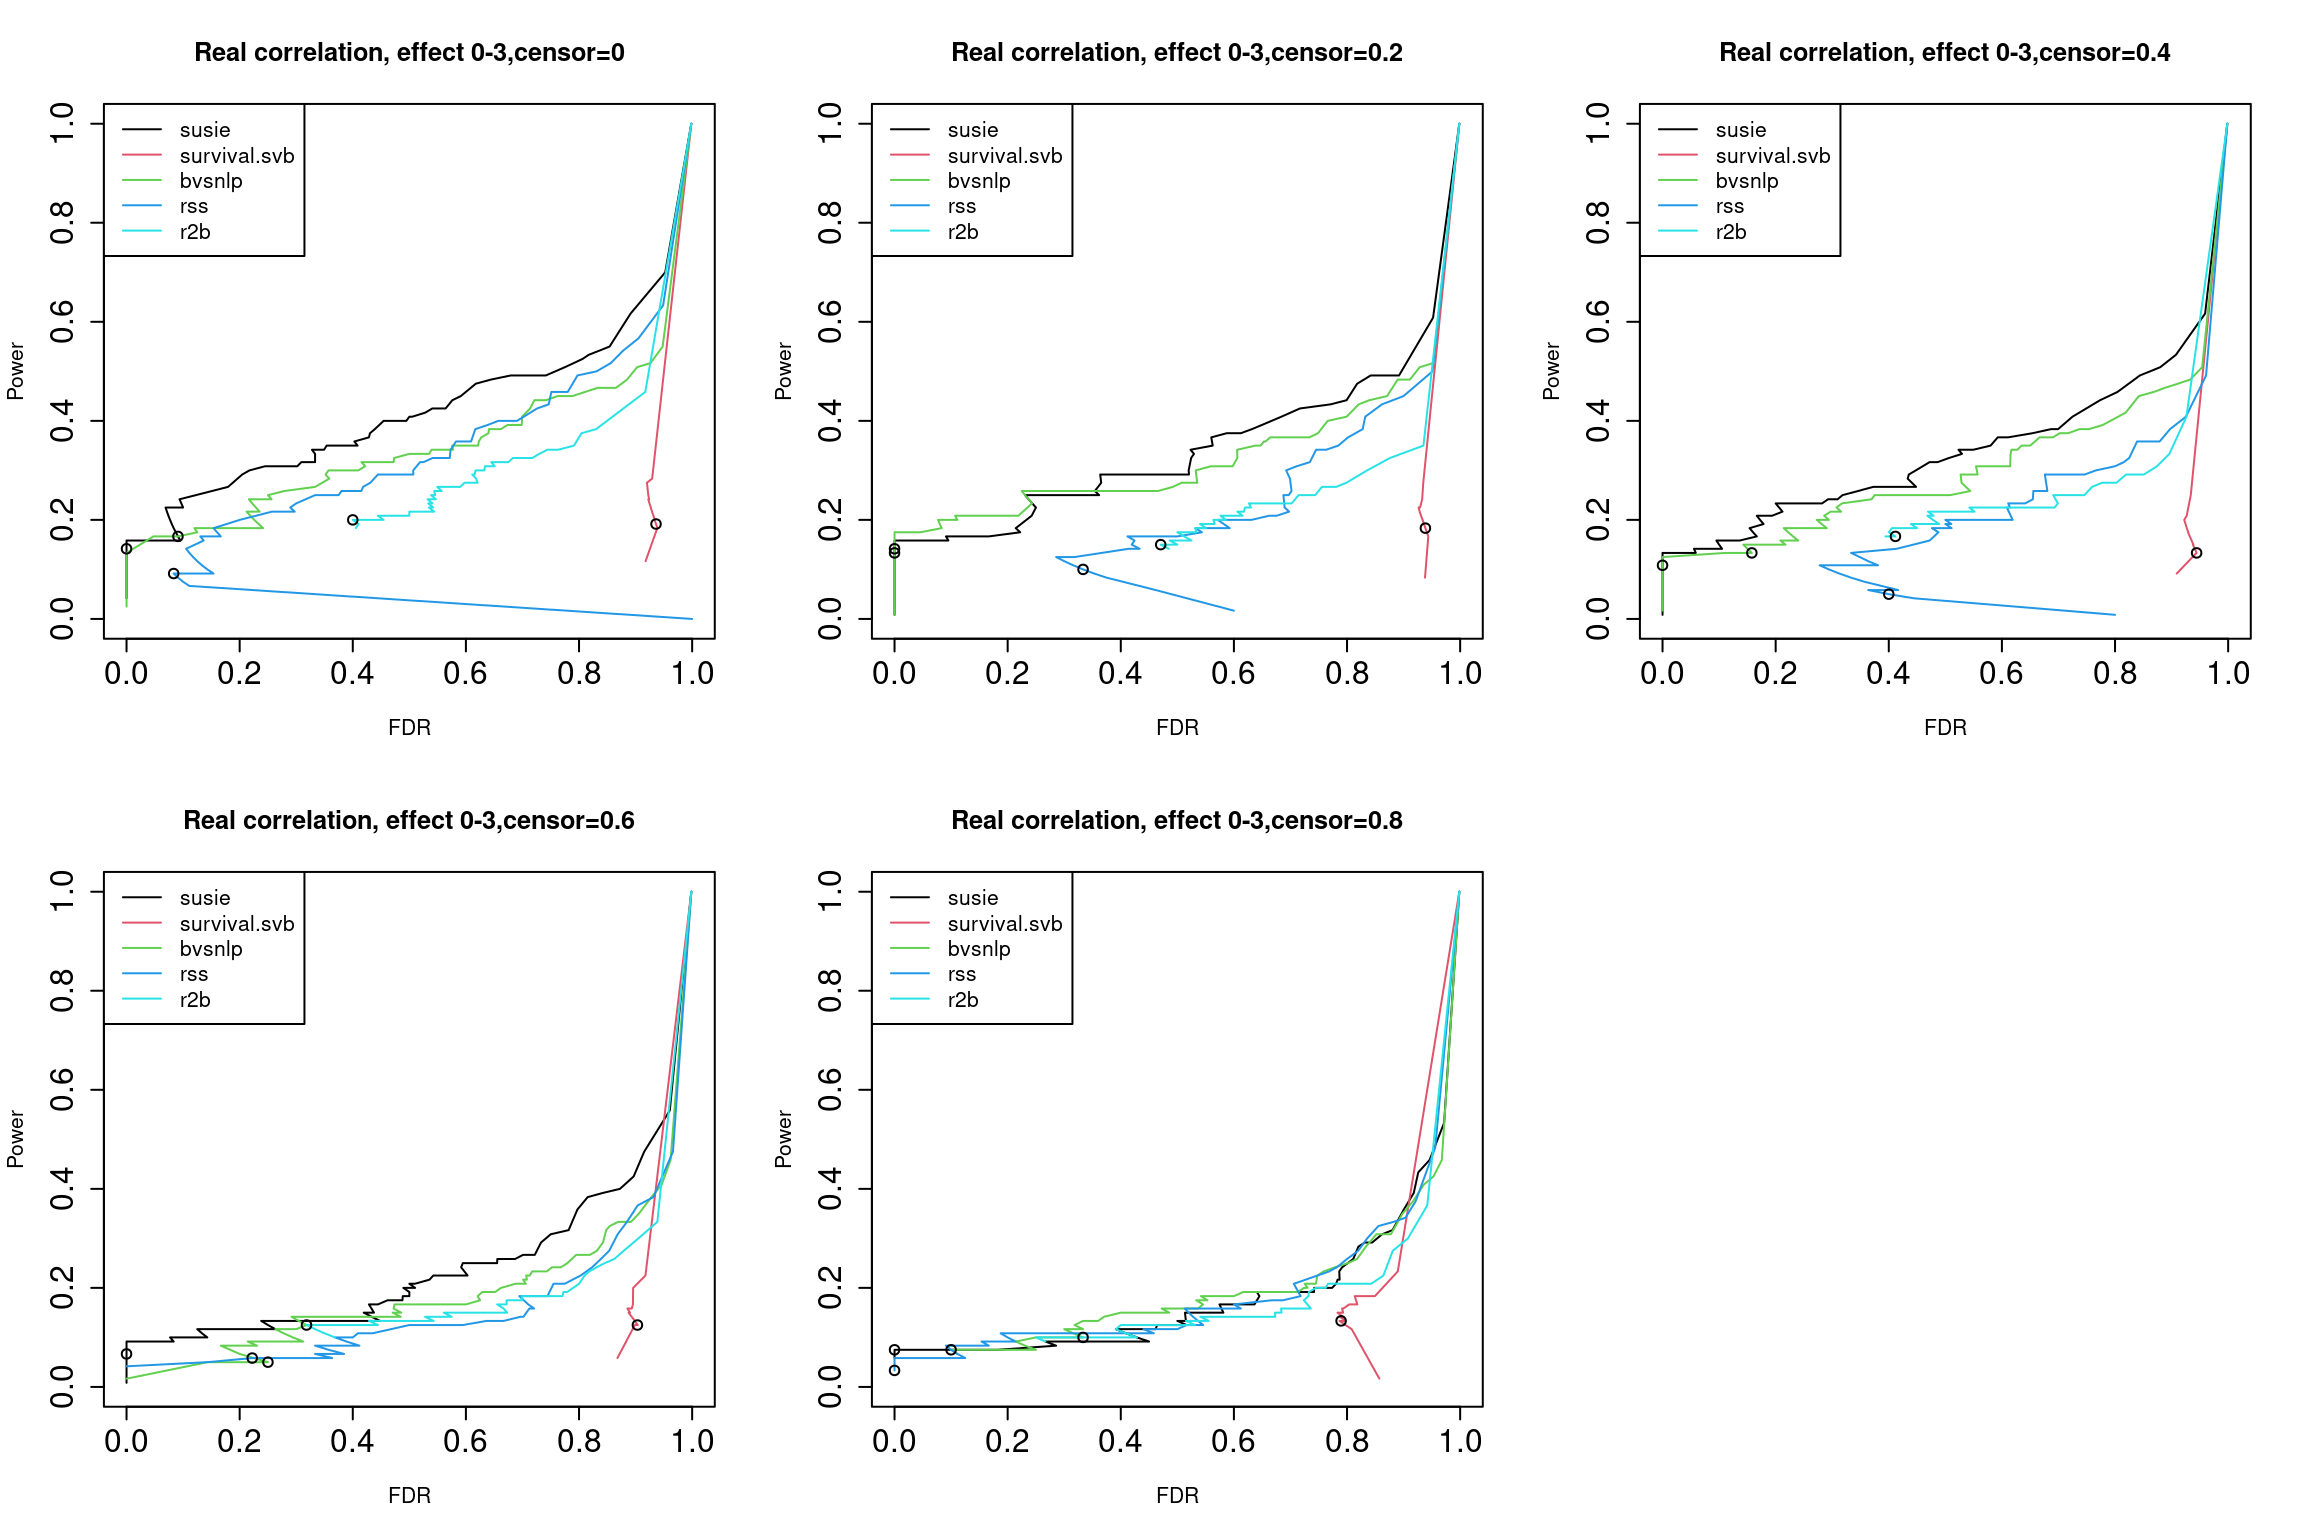 Real correlation, effect 0-3,censor=0
susie
survival.svb
bvsnlp
rss
r2b
Power
0.0 0.2 0.4 0.6 0.8 1.0
0.0 0.2 0.4 0.6 0.8 1.0
FDR
Real correlation, effect 0-3,censor=0.2
susie
survival.svb
bvsnlp
rss
r2b
Power
0.0 0.2 0.4 0.6 0.8 1.0
0.0 0.2 0.4 0.6 0.8 1.0
FDR
Real correlation, effect 0-3,censor=0.4
susie
survival.svb
bvsnlp
rss
r2b
Power
0.0 0.2 0.4 0.6 0.8 1.0
0.0 0.2 0.4 0.6 0.8 1.0
FDR
Real correlation, effect 0-3,censor=0.6
susie
survival.svb
bvsnlp
rss
r2b
Power
0.0 0.2 0.4 0.6 0.8 1.0
0.0 0.2 0.4 0.6 0.8 1.0
FDR
Real correlation, effect 0-3,censor=0.8
susie
survival.svb
bvsnlp
rss
r2b
Power
0.0 0.2 0.4 0.6 0.8 1.0
0.0 0.2 0.4 0.6 0.8 1.0
FDR